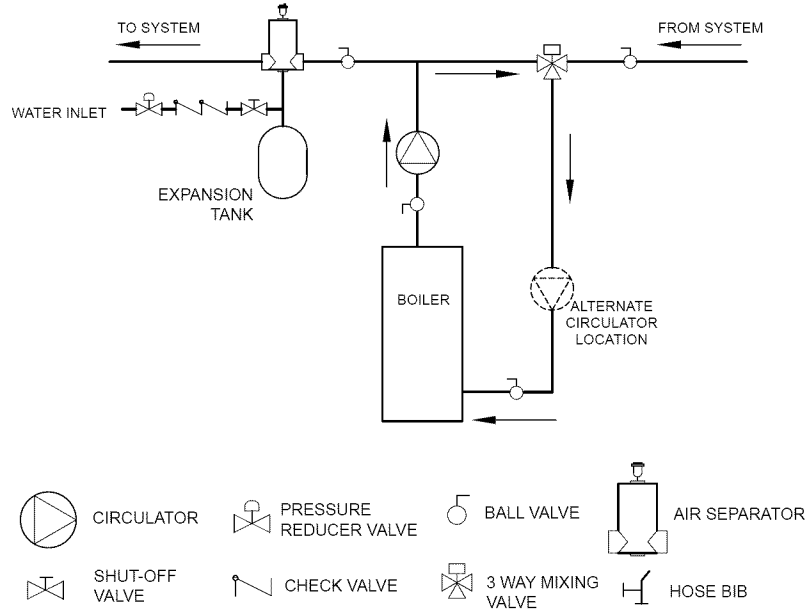 TO SYSTEM
FROM SYSTEM
WATER INLET
EXPANSION
TANK
BOILER
ALTERNATE
CIRCULATOR
LOCATION
CIRCULATOR
PRESSURE
REDUCER VALVE
BALL VALVE
AIR SEPARATOR
SHUT-OFF
VALVE
CHECK VALVE
3 WAY MIXING
VALVE
HOSE BIB